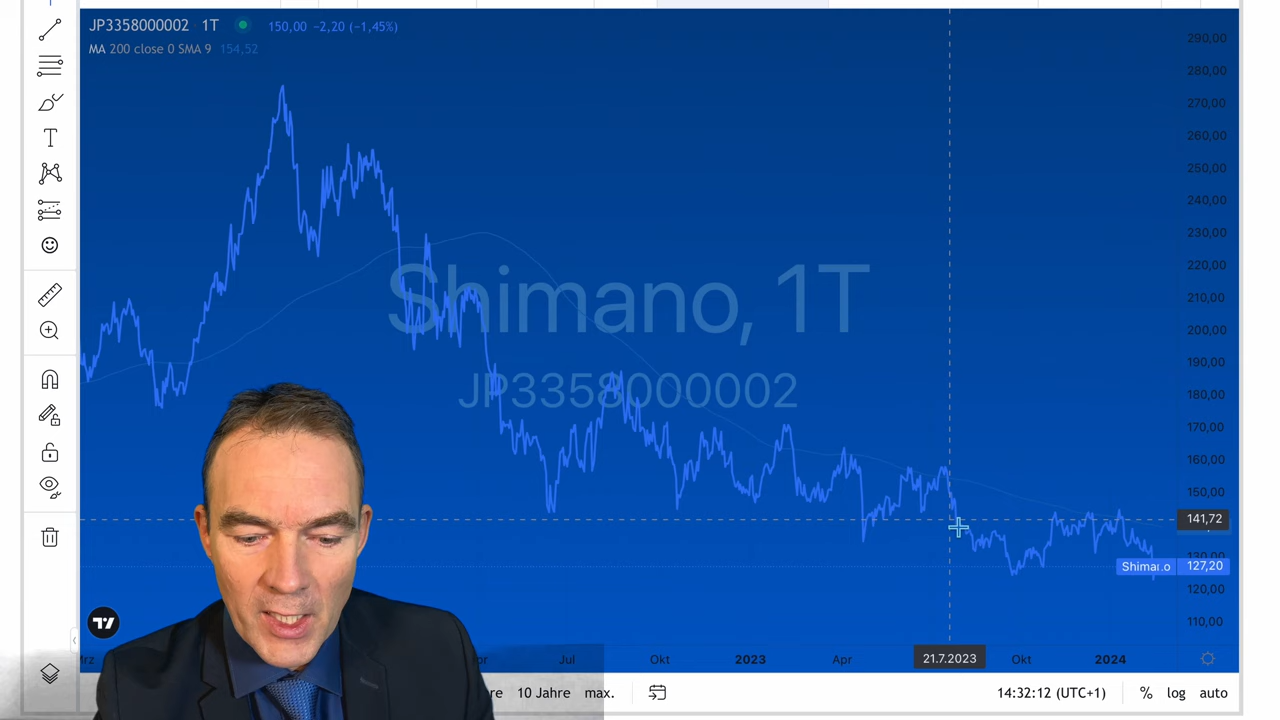 JP3358000002 1T 150,00 −2,20 (−1,45%)
MA 200 close 0 SMA 9 154,52
290,00
280,00
270,00
260,00
250,00
240,00
230,00
220,00
210,00
200,00
190,00
180,00
170,00
160,00
150,00
141,72
130,00
127,20
120,00
110,00
Shimano, 1T
JP3358000002
T
Mrz Jul Okt 2023 Apr 21.7.2023 Okt 2024
re 10 Jahre max. 14:32:12 (UTC+1) % log auto